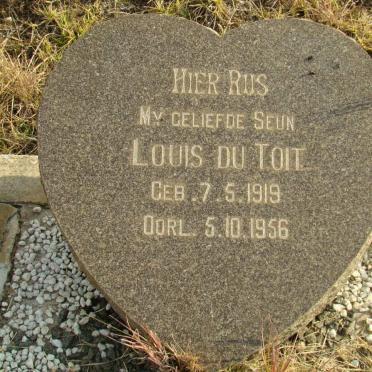 Hier Rus
My geliefde Seun
Louis du Toit
Geb. 7.5.1919
Oorl. 5.10.1956